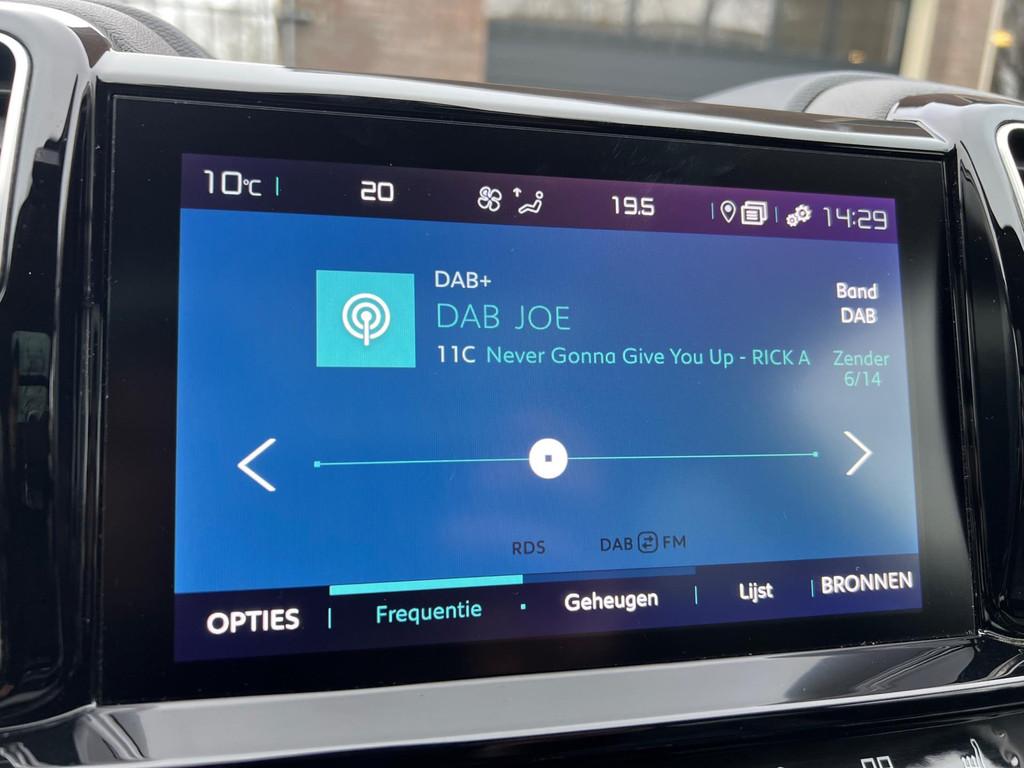 10°C 20 19.5 14:29
DAB+
DAB JOE
11C Never Gonna Give You Up - RICK A
Band
DAB
Zender
6/14
RDS DAB FM
OPTIES Frequentie Geheugen Lijst BRONNEN